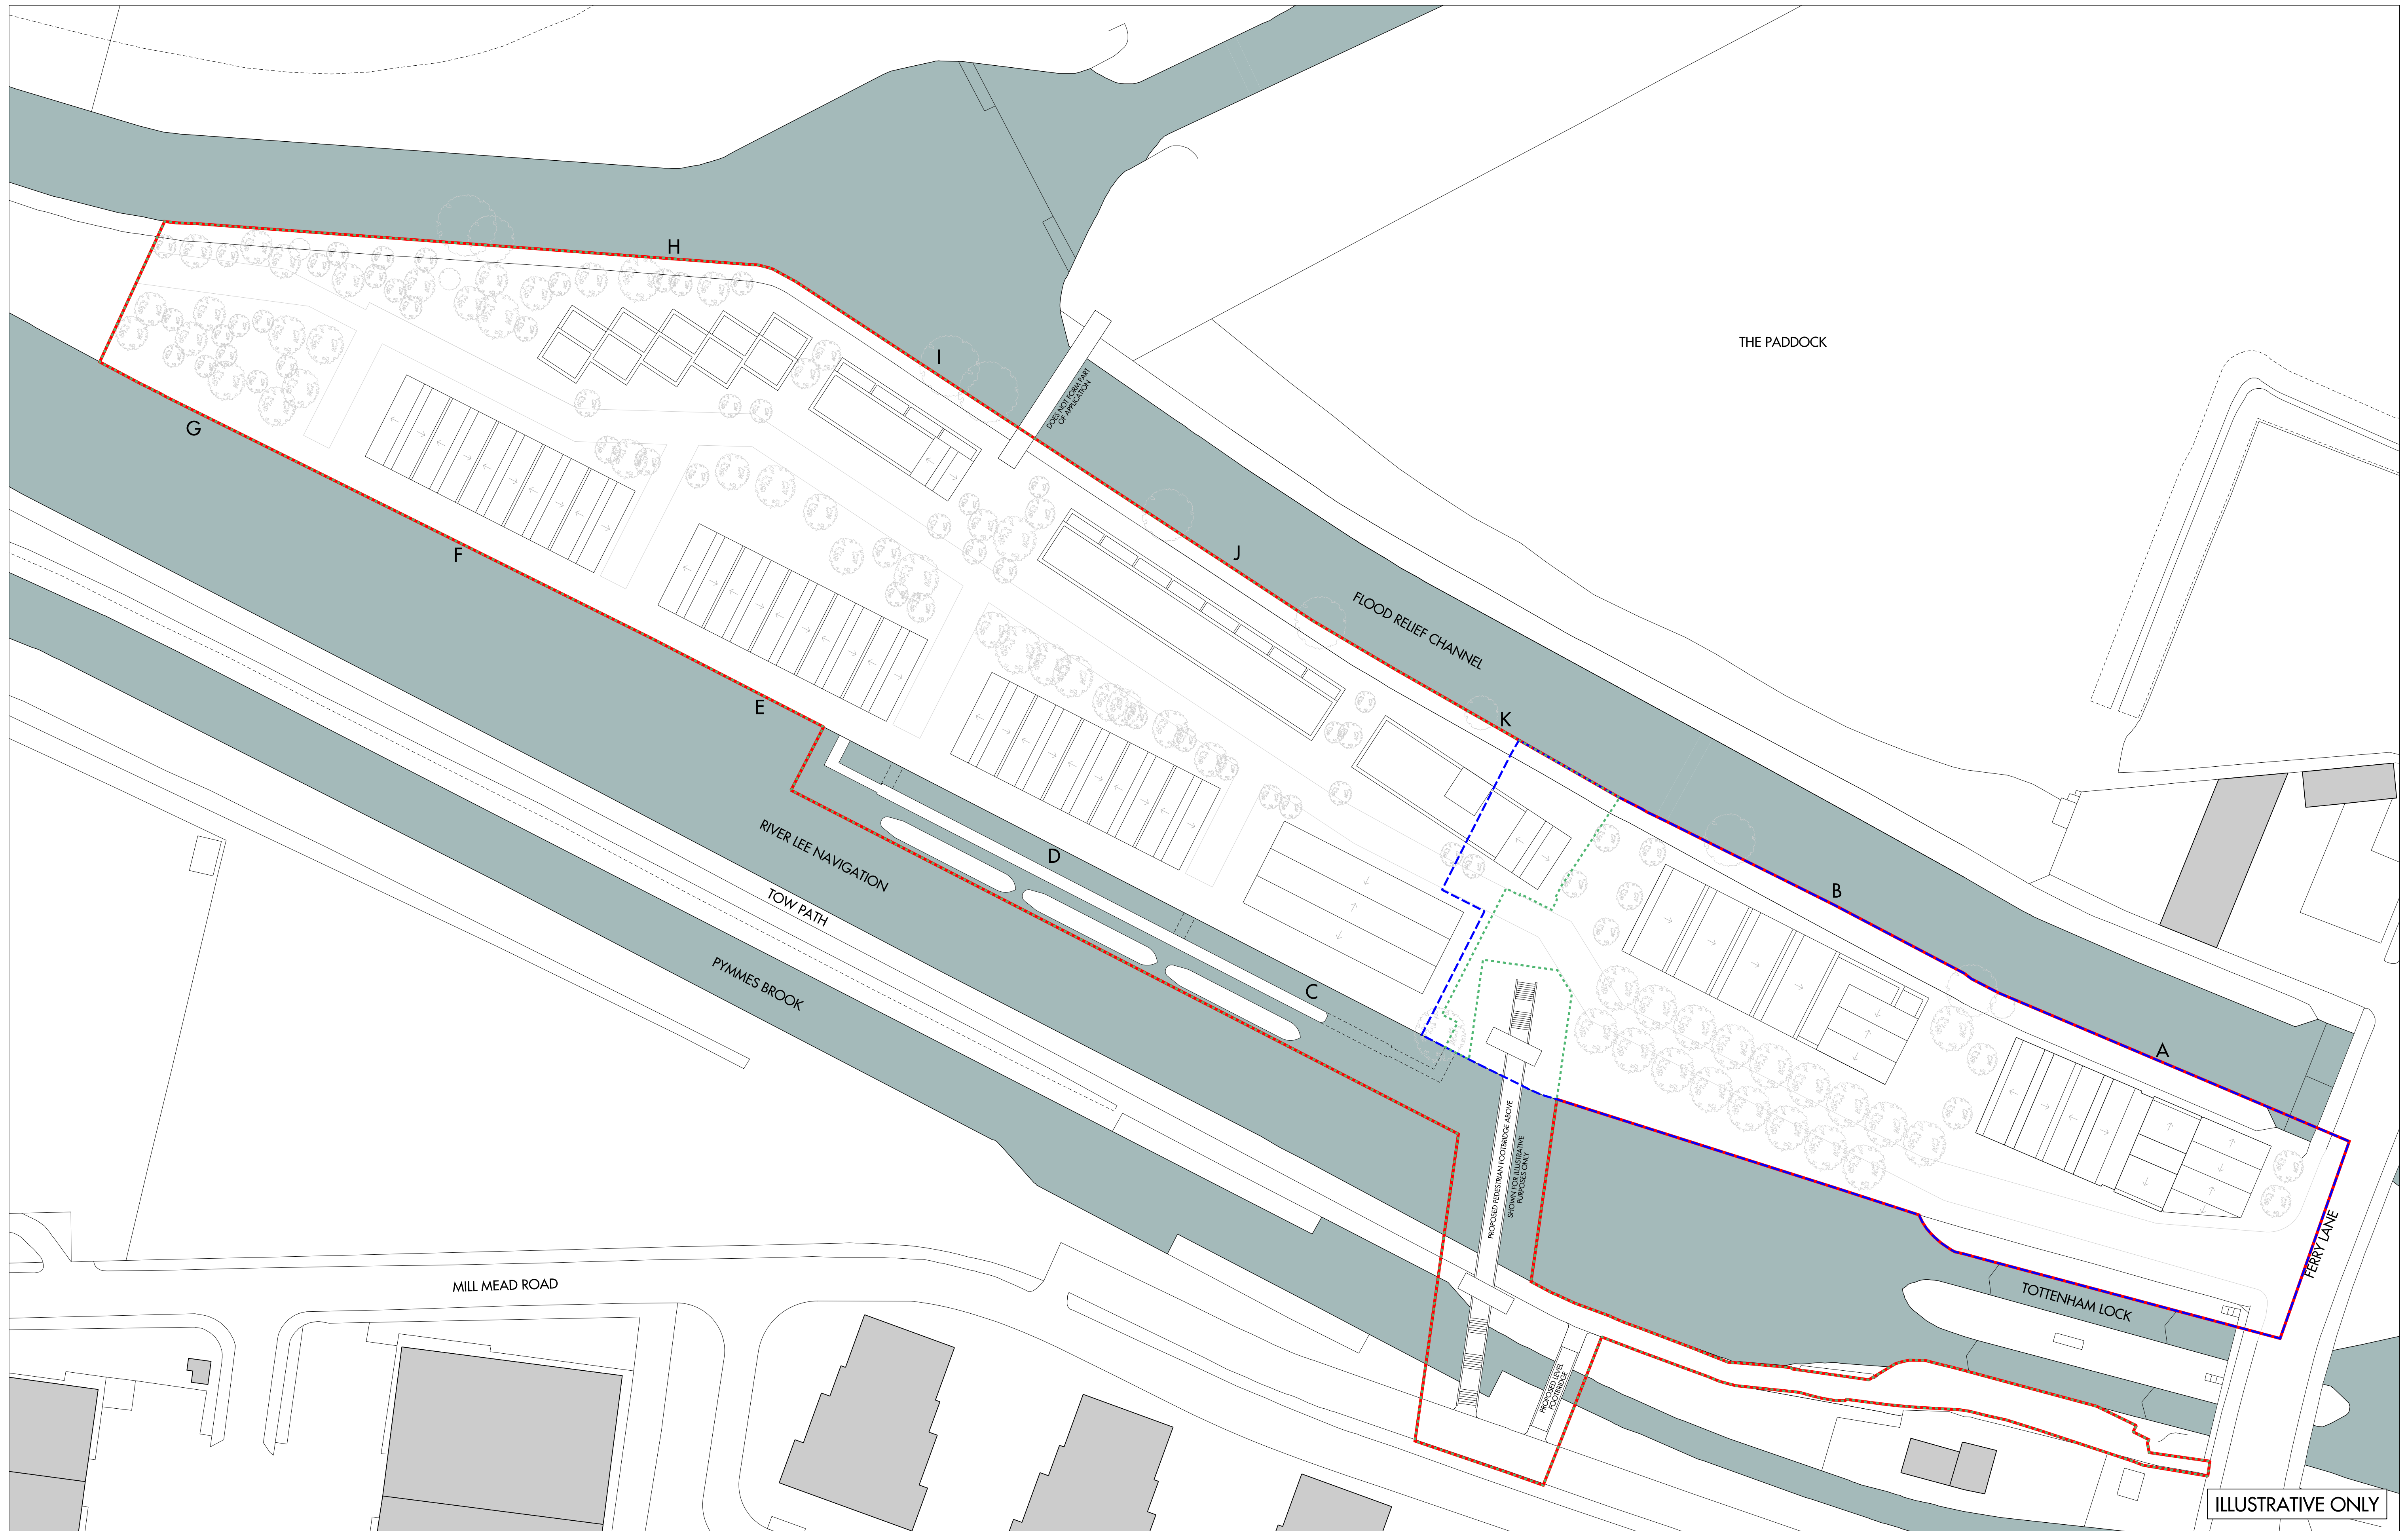 H
THE PADDOCK
I
DOES NOT FORM PART
OF APPLICATION
G
F
J
FLOOD RELIEF CHANNEL
E
K
RIVER LEE NAVIGATION
D
B
TOW PATH
PYMMES BROOK
C
A
PROPOSED PEDESTRIAN FOOTBRIDGE ABOVE
SHOWN FOR ILLUSTRATIVE
PURPOSES ONLY
FERRY LANE
MILL MEAD ROAD
TOTTENHAM LOCK
PROPOSED LEVEL
FOOTBRIDGE
ILLUSTRATIVE ONLY